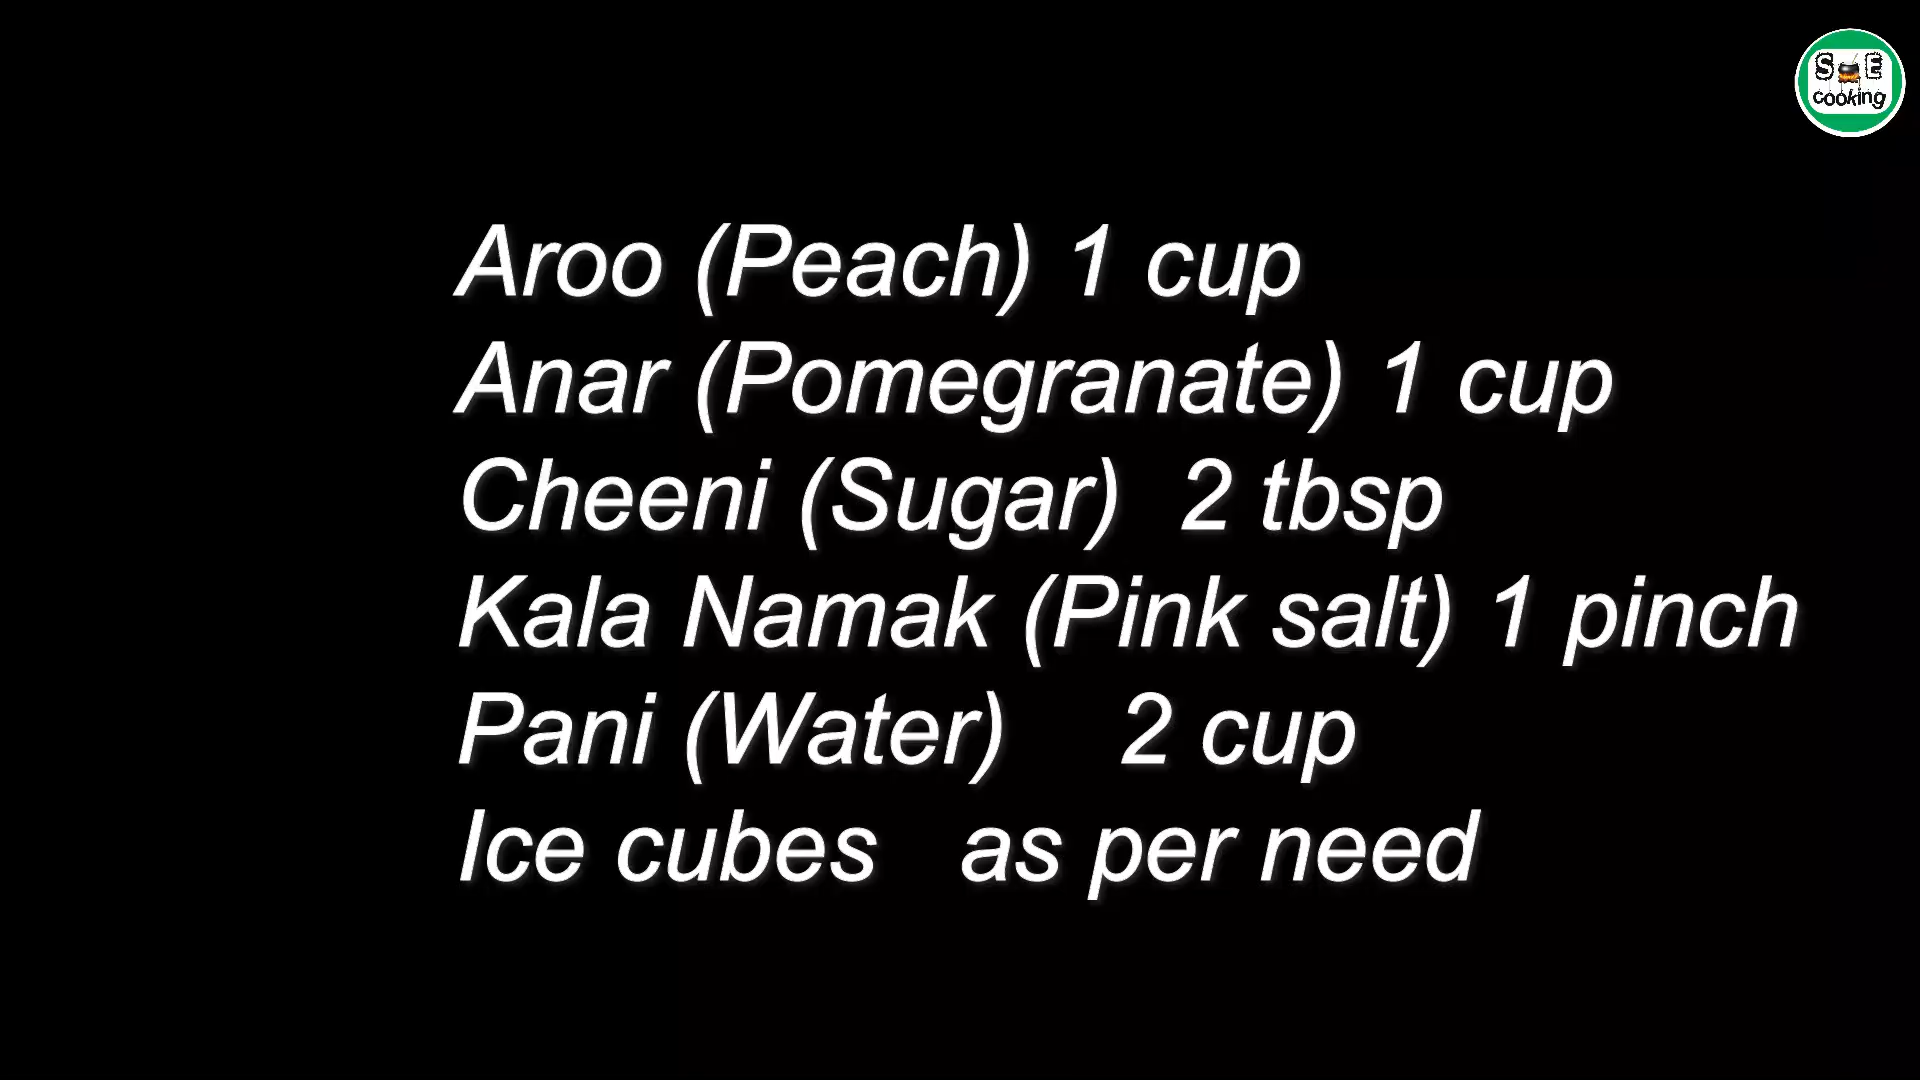 S E
cooking
Aroo (Peach) 1 cup
Anar (Pomegranate) 1 cup
Cheeni (Sugar) 2 tbsp
Kala Namak (Pink salt) 1 pinch
Pani (Water) 2 cup
Ice cubes as per need